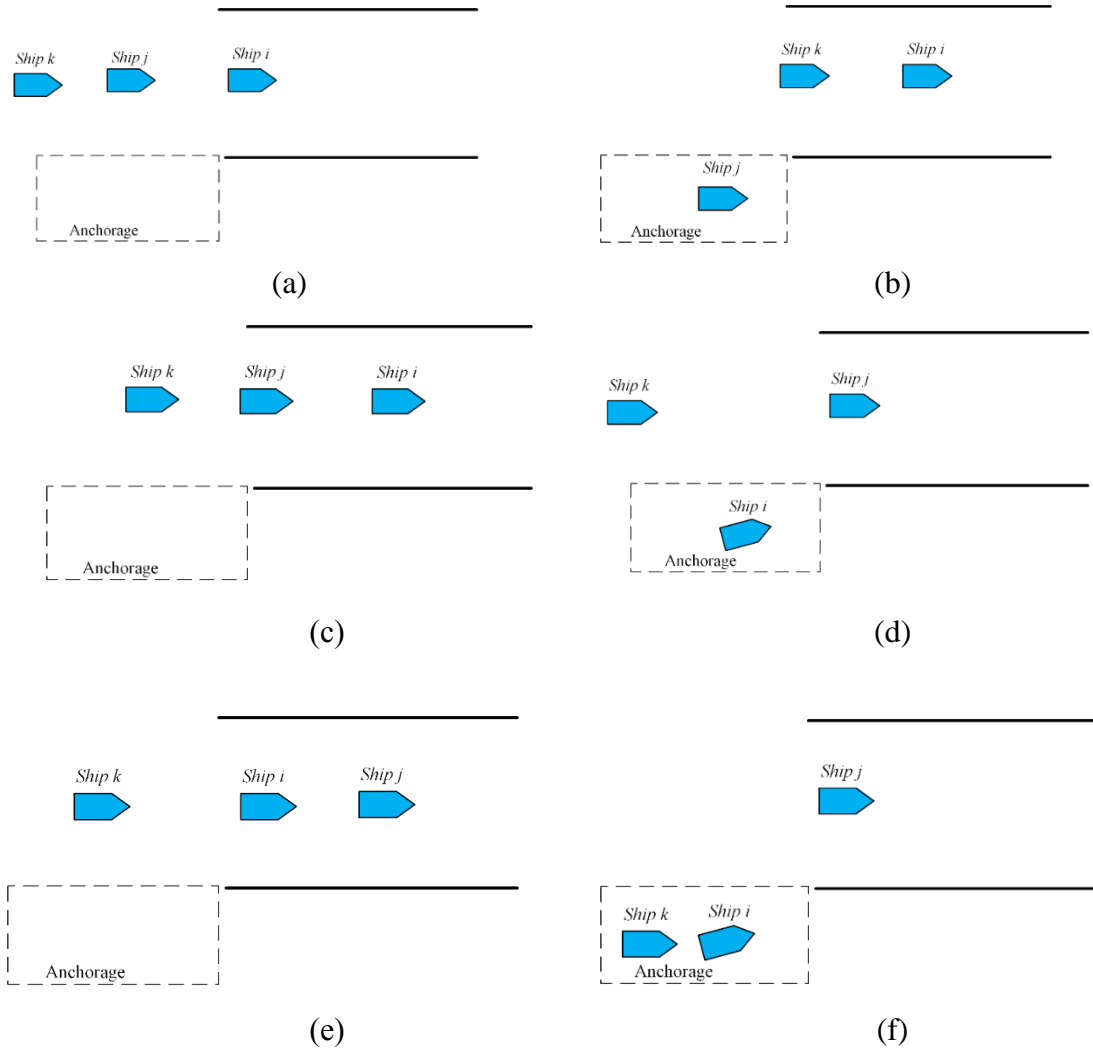 Ship k Ship j Ship i
Anchorage
(a)
Ship k Ship i
Ship j
Anchorage
(b)
Ship k Ship j Ship i
Anchorage
(c)
Ship k Ship j
Ship i
Anchorage
(d)
Ship k Ship i Ship j
Anchorage
(e)
Ship j
Ship k Ship i
Anchorage
(f)